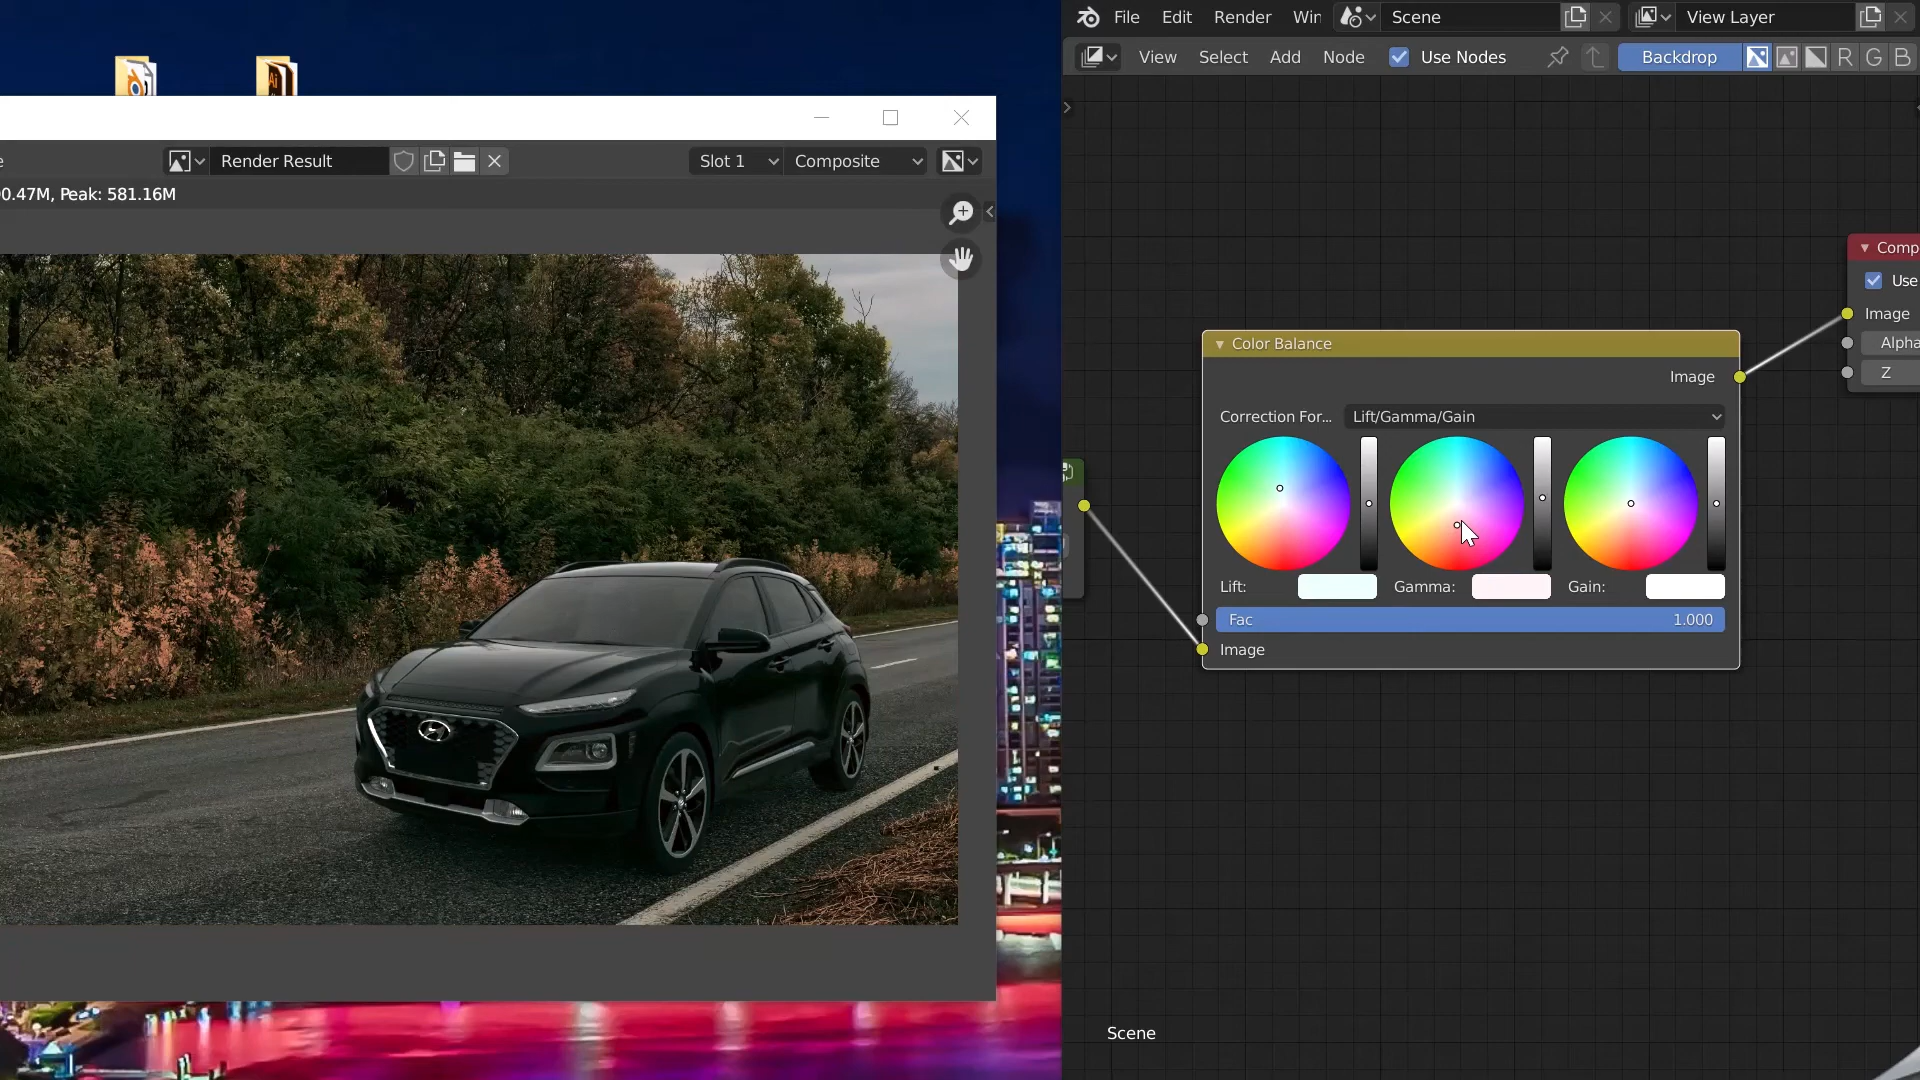 File Edit Render Win Scene View Layer
View Select Add Node Use Nodes Backdrop R G B
Ai
Render Result Slot 1 Composite
0.47M, Peak: 581.16M
Comp
Use
Image
Alpha
Z
Color Balance
Image
Correction For... Lift/Gamma/Gain
Lift: Gamma: Gain:
Fac 1.000
Image
Scene